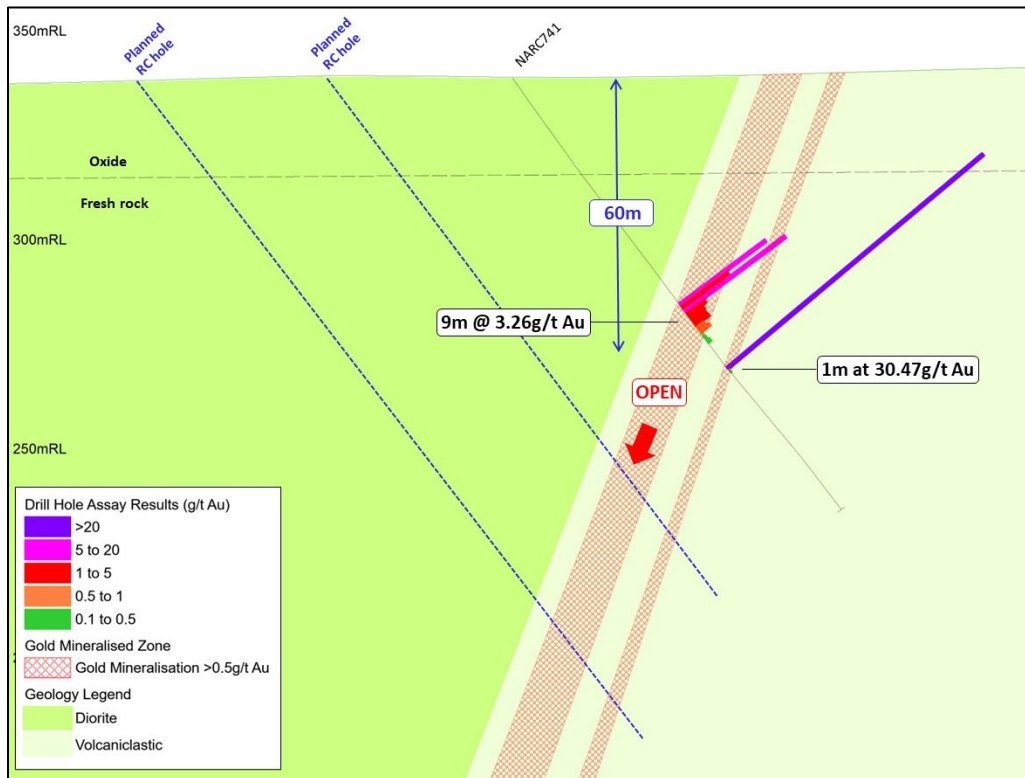 350mRL
Planned
RC hole
Planned
RC hole
NARC741
Oxide
Fresh rock
60m
300mRL
9m @ 3.26g/t Au
1m at 30.47g/t Au
OPEN
250mRL
Drill Hole Assay Results (g/t Au)
>20
5 to 20
1 to 5
0.5 to 1
0.1 to 0.5
Gold Mineralised Zone
Gold Mineralisation >0.5g/t Au
Geology Legend
Diorite
Volcaniclastic